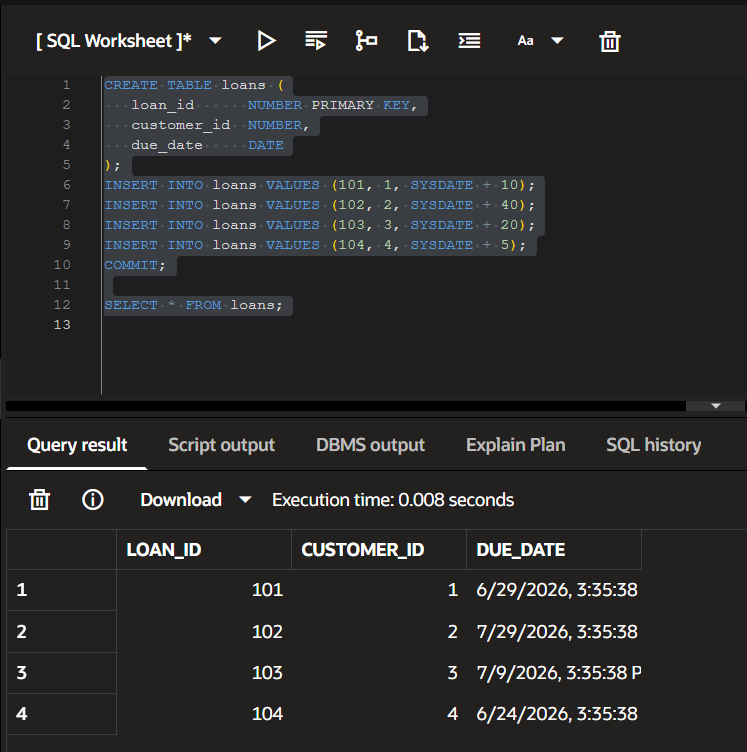 [ SQL Worksheet ]* Aa
1 CREATE TABLE loans (
2 loan_id NUMBER PRIMARY KEY,
3 customer_id NUMBER,
4 due_date DATE
5 );
6 INSERT INTO loans VALUES (101, 1, SYSDATE + 10);
7 INSERT INTO loans VALUES (102, 2, SYSDATE + 40);
8 INSERT INTO loans VALUES (103, 3, SYSDATE + 20);
9 INSERT INTO loans VALUES (104, 4, SYSDATE + 5);
10 COMMIT;
11
12 SELECT * FROM loans;
13
Query result Script output DBMS output Explain Plan SQL history
Download Execution time: 0.008 seconds
LOAN_ID CUSTOMER_ID DUE_DATE
1 101 1 6/29/2026, 3:35:38
2 102 2 7/29/2026, 3:35:38
3 103 3 7/9/2026, 3:35:38 P
4 104 4 6/24/2026, 3:35:38